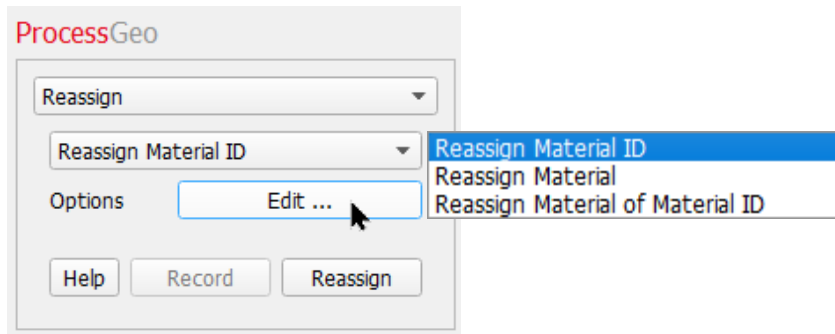 ProcessGeo
Reassign
Reassign Material ID
Reassign Material ID
Reassign Material
Reassign Material of Material ID
Options
Edit ...
Help
Record
Reassign